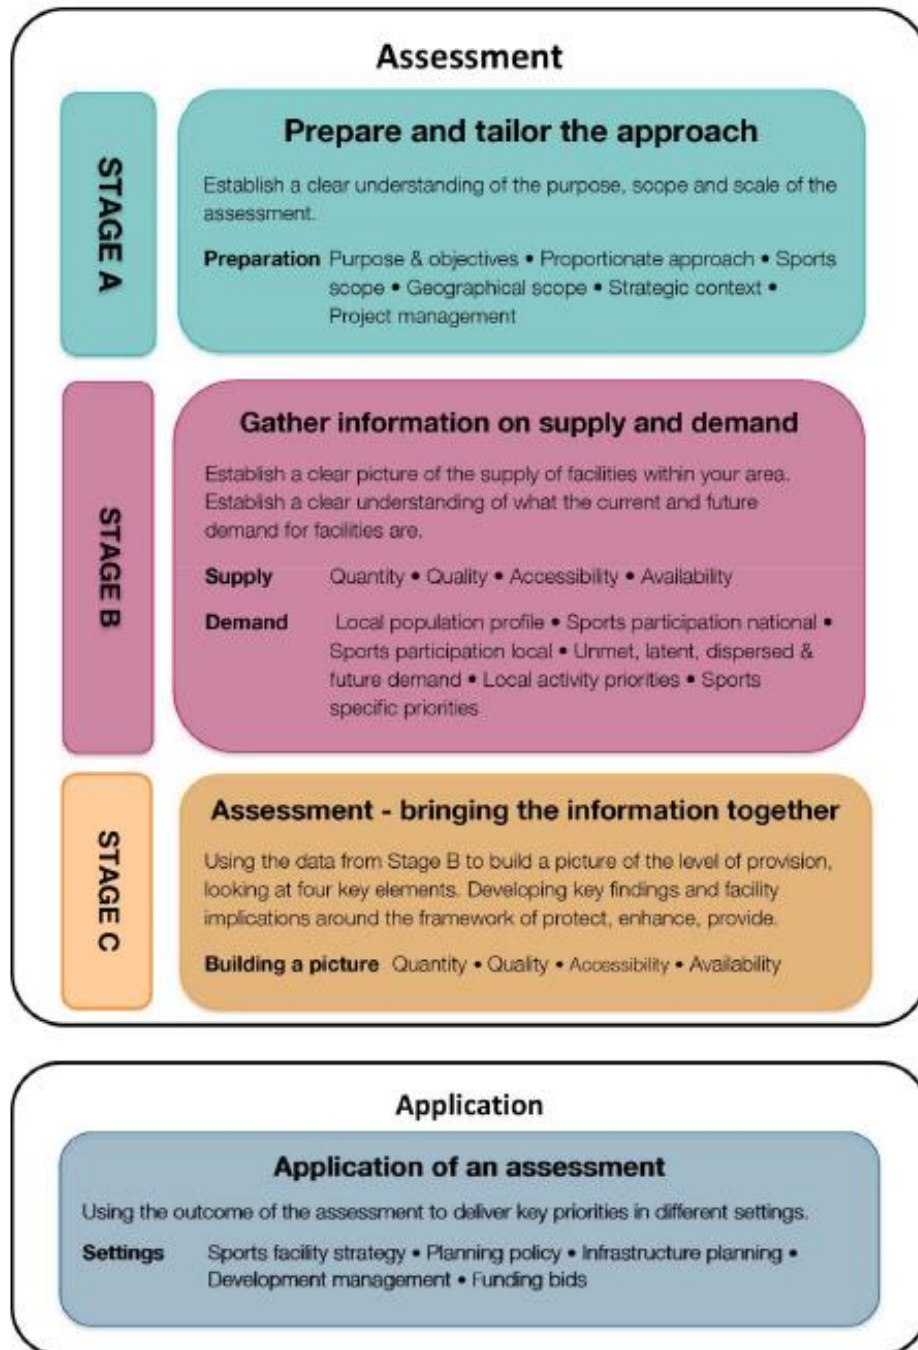 Assessment
STAGE A
Prepare and tailor the approach
Establish a clear understanding of the purpose, scope and scale of the
assessment.
Preparation Purpose & objectives • Proportionate approach • Sports
scope • Geographical scope • Strategic context •
Project management
STAGE B
Gather information on supply and demand
Establish a clear picture of the supply of facilities within your area.
Establish a clear understanding of what the current and future
demand for facilities are.
Supply Quantity • Quality • Accessibility • Availability
Demand Local population profile • Sports participation national •
Sports participation local • Unmet, latent, dispersed &
future demand • Local activity priorities • Sports
specific priorities
STAGE C
Assessment - bringing the information together
Using the data from Stage B to build a picture of the level of provision,
looking at four key elements. Developing key findings and facility
implications around the framework of protect, enhance, provide.
Building a picture Quantity • Quality • Accessibility • Availability
Application
Application of an assessment
Using the outcome of the assessment to deliver key priorities in different settings.
Settings Sports facility strategy • Planning policy • Infrastructure planning •
Development management • Funding bids